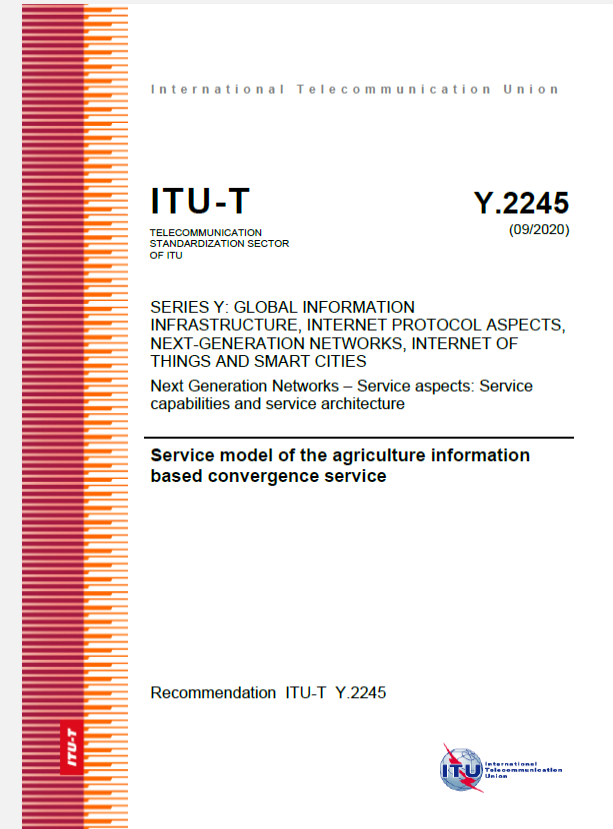 International Telecommunication Union
ITU-T
Y.2245
TELECOMMUNICATION
STANDARDIZATION SECTOR
OF ITU
(09/2020)
SERIES Y: GLOBAL INFORMATION
INFRASTRUCTURE, INTERNET PROTOCOL ASPECTS,
NEXT-GENERATION NETWORKS, INTERNET OF
THINGS AND SMART CITIES
Next Generation Networks – Service aspects: Service
capabilities and service architecture
Service model of the agriculture information
based convergence service
Recommendation ITU-T Y.2245
ITU-T
ITU
International
Telecommunication
Union